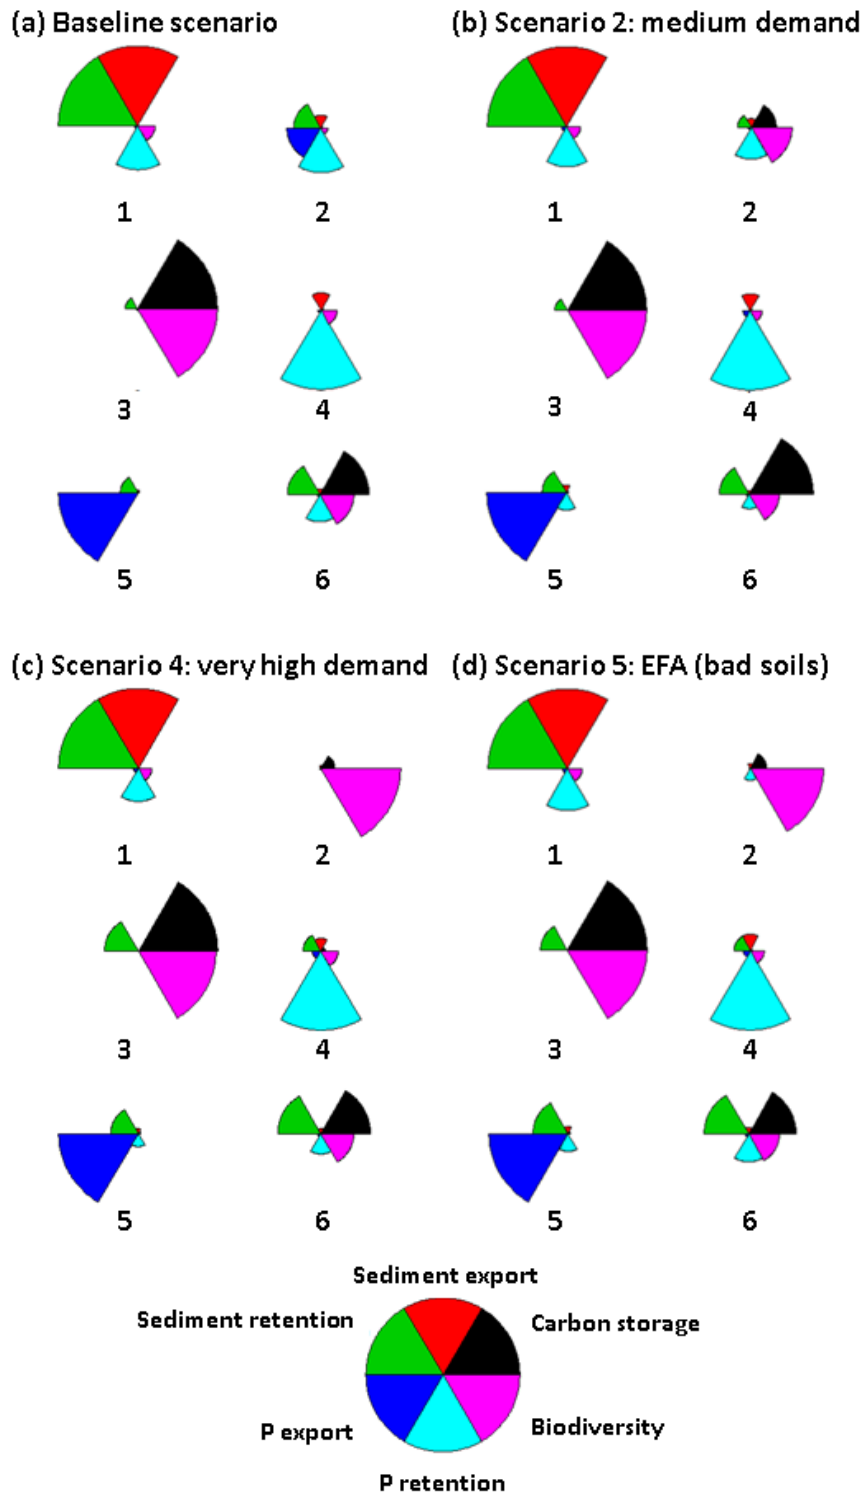 (a) Baseline scenario
(b) Scenario 2: medium demand
1
2
1
2
3
4
3
4
5
6
5
6
(c) Scenario 4: very high demand
(d) Scenario 5: EFA (bad soils)
1
2
1
2
3
4
3
4
5
6
5
6
Sediment export
Sediment retention
Carbon storage
P export
Biodiversity
P retention